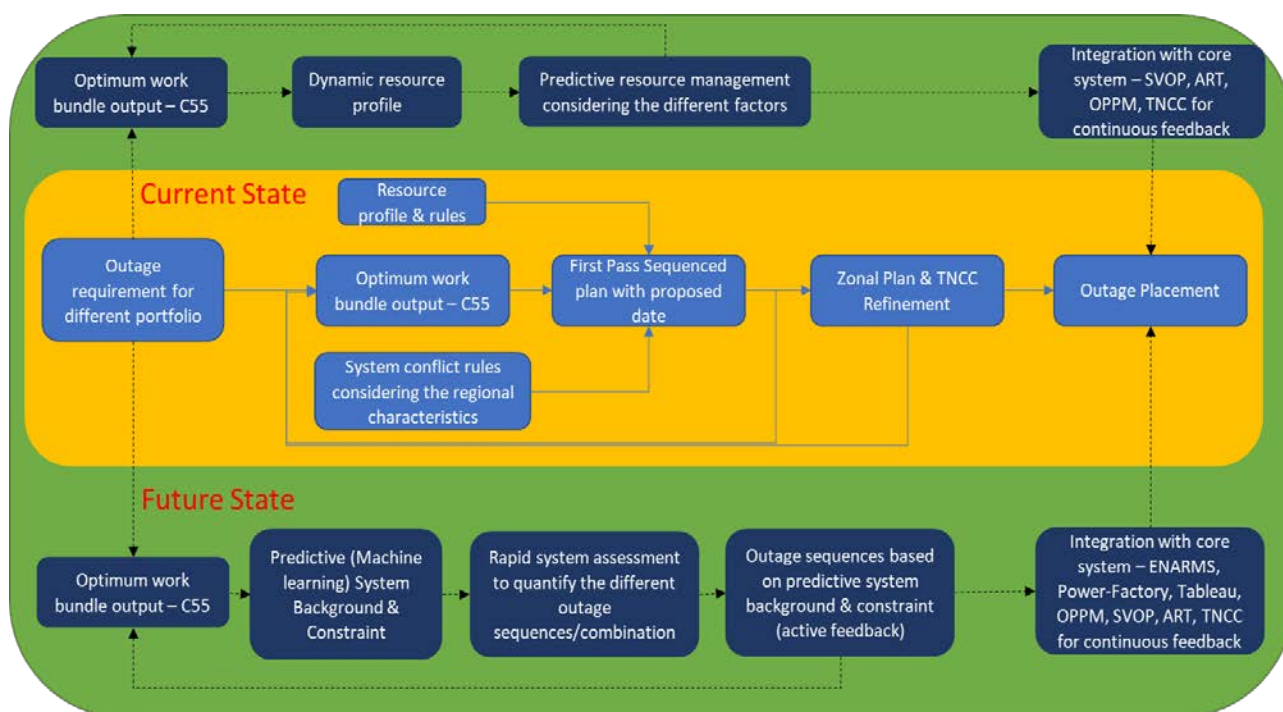 Optimum work
bundle output – C55
Dynamic resource
profile
Predictive resource management
considering the different factors
Integration with core
system – SVOP, ART,
OPPM, TNCC for
continuous feedback
Current State
Resource
profile & rules
Outage
requirement for
different portfolio
Optimum work
bundle output – C55
First Pass Sequenced
plan with proposed
date
Zonal Plan & TNCC
Refinement
Outage Placement
System conflict rules
considering the regional
characteristics
Future State
Optimum work
bundle output – C55
Predictive (Machine
learning) System
Background &
Constraint
Rapid system assessment
to quantify the different
outage
sequences/combination
Outage sequences based
on predictive system
background & constraint
(active feedback)
Integration with core
system – ENARMS,
Power-Factory, Tableau,
OPPM, SVOP, ART, TNCC
for continuous feedback